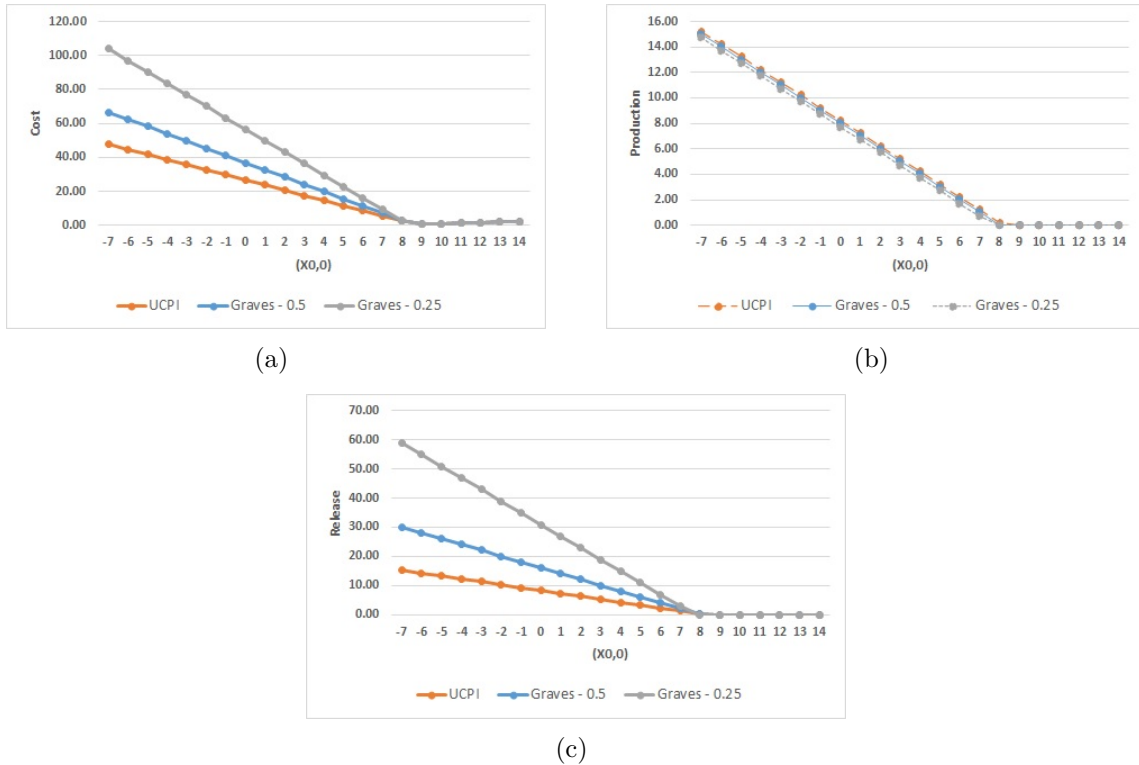 120.00
100.00
80.00
60.00
40.00
20.00
0.00
Cost
-7 -6 -5 -4 -3 -2 -1 0 1 2 3 4 5 6 7 8 9 10 11 12 13 14
(X0,0)
UCPI Graves - 0.5 Graves - 0.25
(a)
16.00
14.00
12.00
10.00
8.00
6.00
4.00
2.00
0.00
Production
-7 -6 -5 -4 -3 -2 -1 0 1 2 3 4 5 6 7 8 9 10 11 12 13 14
(X0,0)
UCPI Graves - 0.5 Graves - 0.25
(b)
70.00
60.00
50.00
40.00
30.00
20.00
10.00
0.00
Release
-7 -6 -5 -4 -3 -2 -1 0 1 2 3 4 5 6 7 8 9 10 11 12 13 14
(X0,0)
UCPI Graves - 0.5 Graves - 0.25
(c)